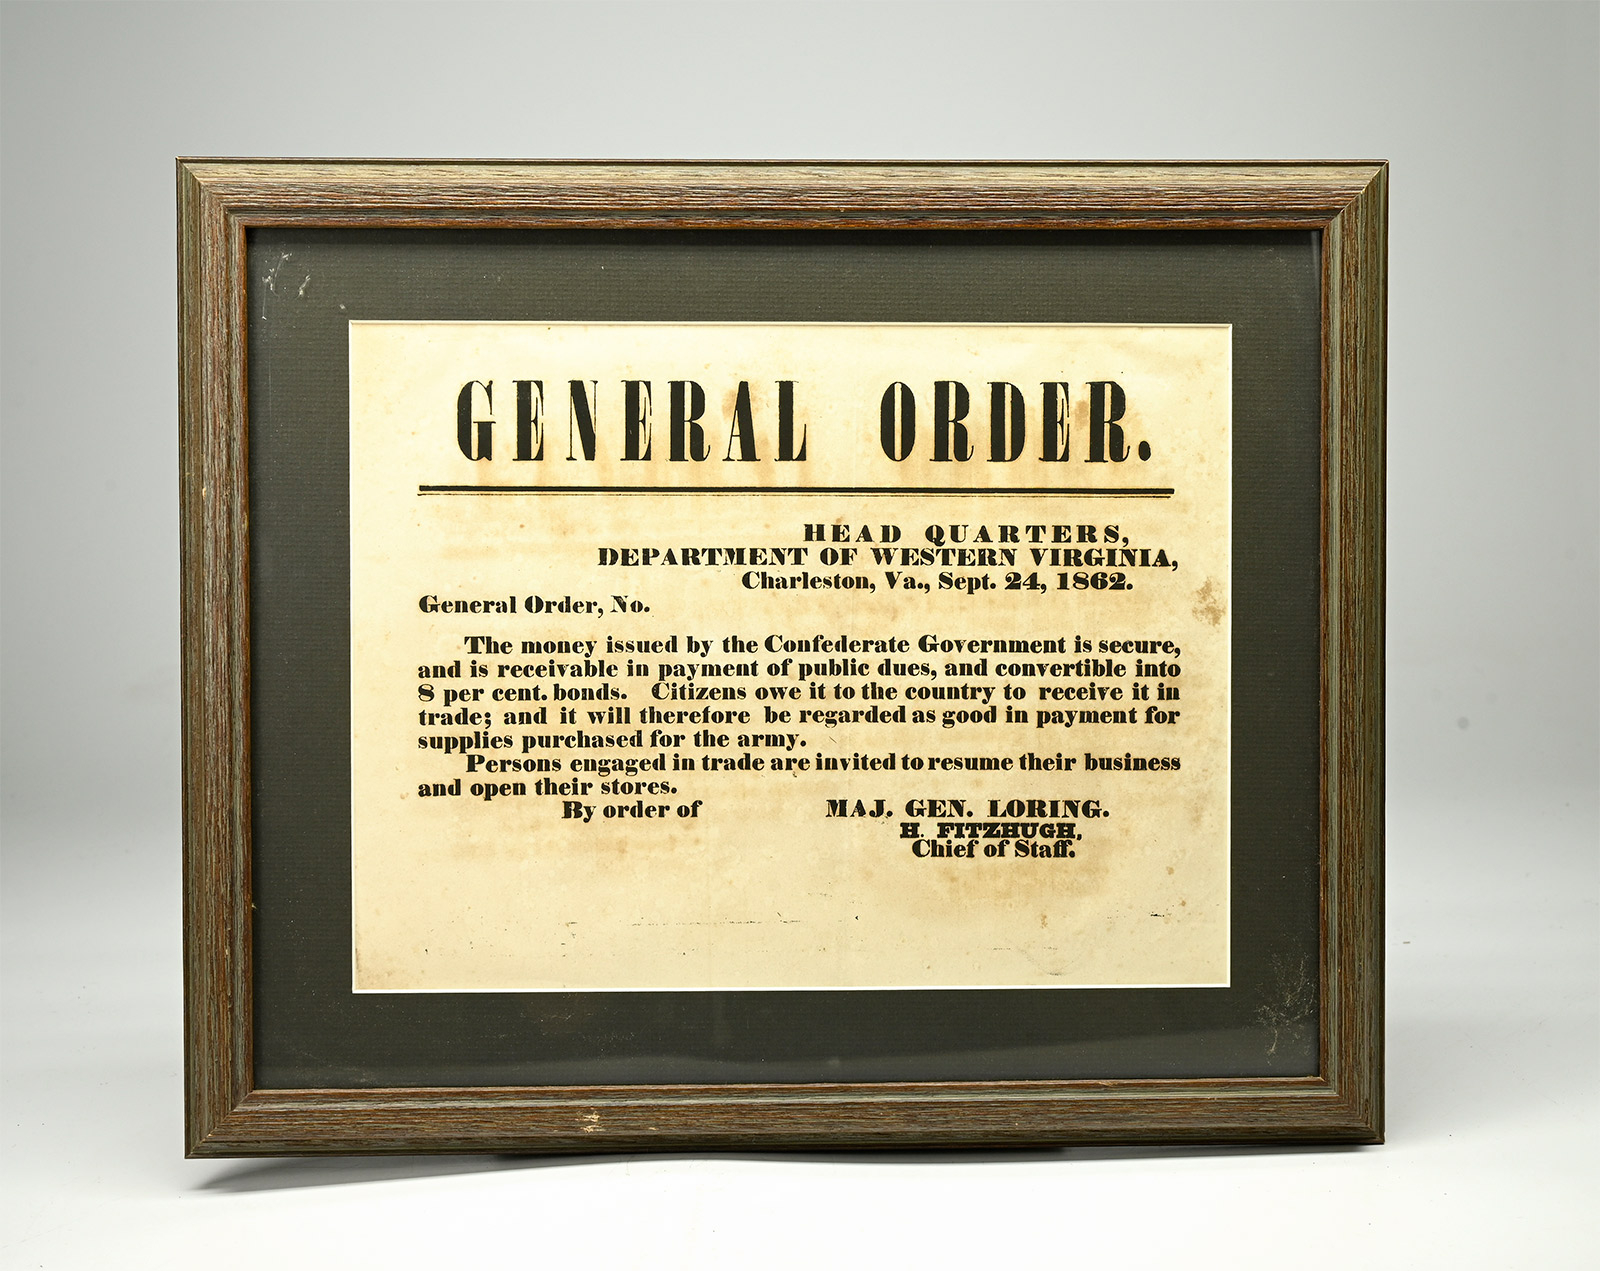 GENERAL ORDER.
HEAD QUARTERS,
DEPARTMENT OF WESTERN VIRGINIA,
Charleston, Va., Sept. 24, 1862.
General Order, No.
The money issued by the Confederate Government is secure,
and is receivable in payment of public dues, and convertible into
8 per cent. bonds. Citizens owe it to the country to receive it in
trade; and it will therefore be regarded as good in payment for
supplies purchased for the army.
Persons engaged in trade are invited to resume their business
and open their stores.
By order of MAJ. GEN. LORING.
H. FITZHUGH,
Chief of Staff.